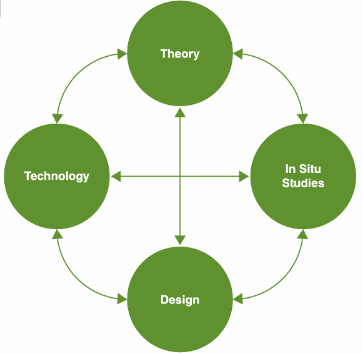 Theory
Technology
In Situ
Studies
Design